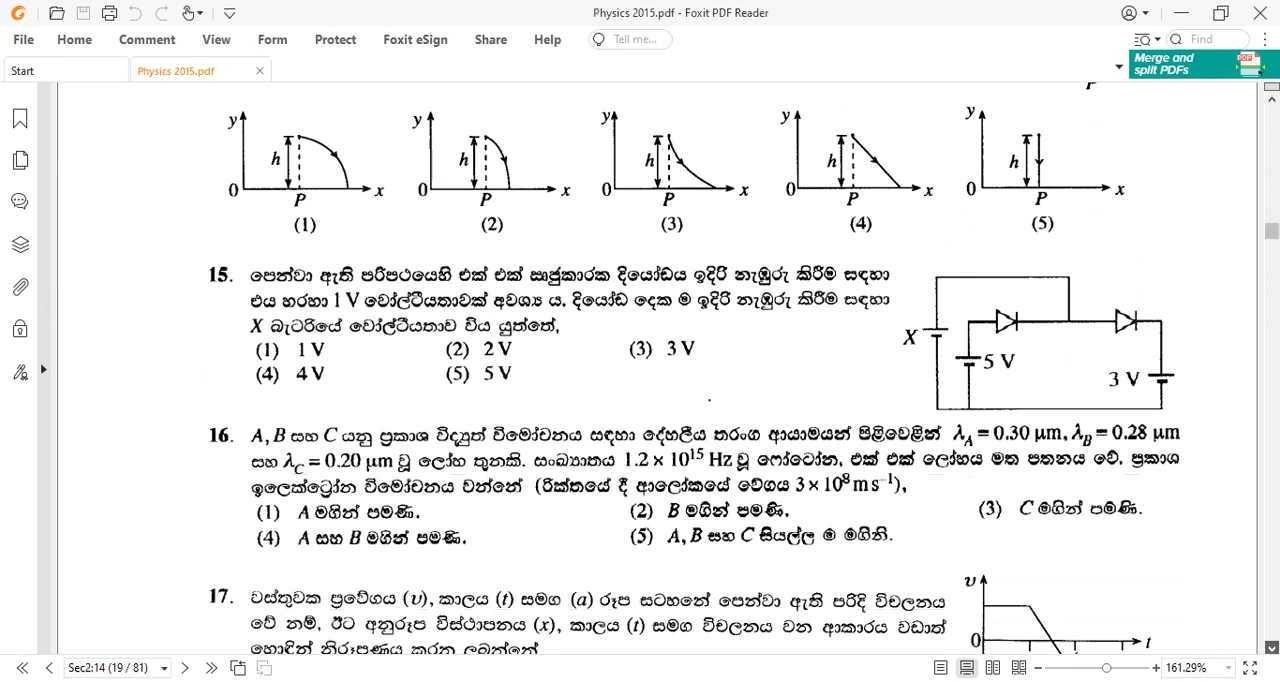 Physics 2015.pdf - Foxit PDF Reader
File Home Comment View Form Protect Foxit eSign Share Help Tell me... Find
Start Physics 2015.pdf Merge and split PDFs
P
y y y y y
h h h h h
0 P x 0 P x 0 P x 0 P x 0 P x
(1) (2) (3) (4) (5)
15. පෙන්වා ඇති පරිපථයෙහි එක් එක් සෘජුකාරක දියෝඩය ඉදිරි නැඹුරු කිරීම සඳහා
එය හරහා 1 V වෝල්ටීයතාවක් අවශ්‍ය ය. දියෝඩ දෙක ම ඉදිරි නැඹුරු කිරීම සඳහා
X බැටරියේ වෝල්ටීයතාව විය යුත්තේ,
(1) 1 V (2) 2 V (3) 3 V
(4) 4 V (5) 5 V
X 5 V 3 V
16. A, B සහ C යනු ප්‍රකාශ විද්‍යුත් විමෝචනය සඳහා දේහලීය තරංග ආයාමයන් පිළිවෙළින් λA = 0.30 μm, λB = 0.28 μm
සහ λC = 0.20 μm වූ ලෝහ තුනකි. සංඛ්‍යාතය 1.2 × 10¹⁵ Hz වූ ෆෝටෝන, එක් එක් ලෝහය මත පතනය වේ. ප්‍රකාශ
ඉලෙක්ට්‍රෝන විමෝචනය වන්නේ (රික්තයේ දී ආලෝකයේ වේගය 3 × 10⁸ m s⁻¹),
(1) A මගින් පමණි. (2) B මගින් පමණි. (3) C මගින් පමණි.
(4) A සහ B මගින් පමණි. (5) A, B සහ C සියල්ල ම මගිනි.
17. වස්තුවක ප්‍රවේගය (υ), කාලය (t) සමග (a) රූප සටහනේ පෙන්වා ඇති පරිදි විචලනය
වේ නම්, ඊට අනුරූප විස්ථාපනය (x), කාලය (t) සමග විචලනය වන ආකාරය වඩාත්
හොඳින් නිරූපණය කරනු ලබන්නේ
υ
0 t
Sec2:14 (19 / 81) 161.29%